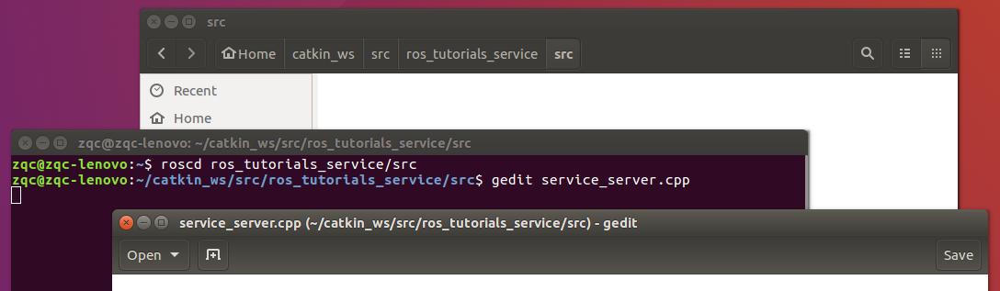 src
Home catkin_ws src ros_tutorials_service src
Recent
Home
zqc@zqc-lenovo: ~/catkin_ws/src/ros_tutorials_service/src
zqc@zqc-lenovo:~$ roscd ros_tutorials_service/src
zqc@zqc-lenovo:~/catkin_ws/src/ros_tutorials_service/src$ gedit service_server.cpp
service_server.cpp (~/catkin_ws/src/ros_tutorials_service/src) - gedit
Open Save